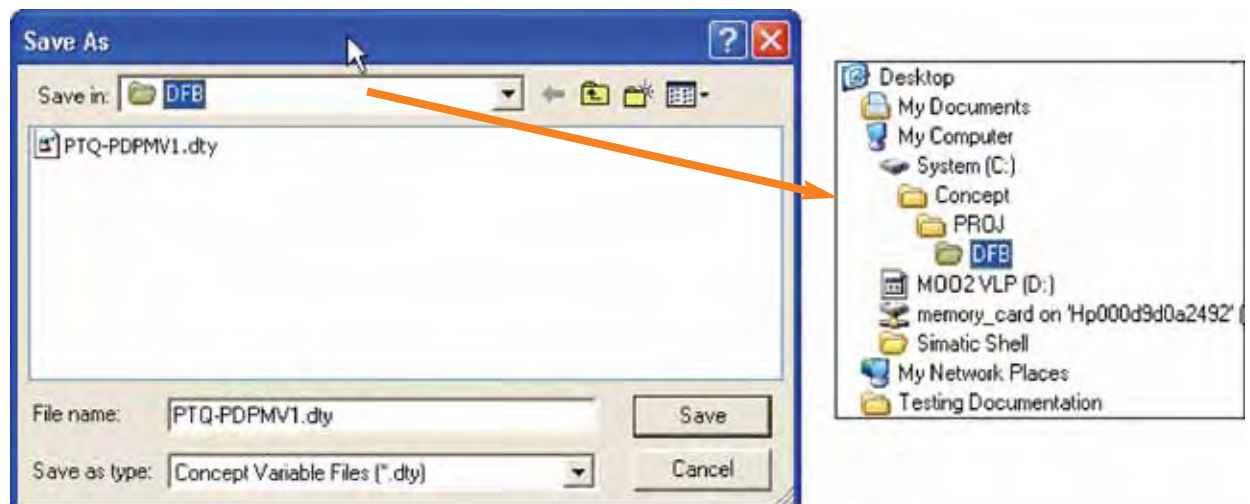 Save As
Save in: DFB
PTQ-PDPMV1.dty
File name: PTQ-PDPMV1.dty Save
Save as type: Concept Variable Files (*.dty) Cancel
Desktop
My Documents
My Computer
System (C:)
Concept
PROJ
DFB
MOO2 VLP (D:)
memory_card on 'Hp000d9d0a2492' (
Simatic Shell
My Network Places
Testing Documentation